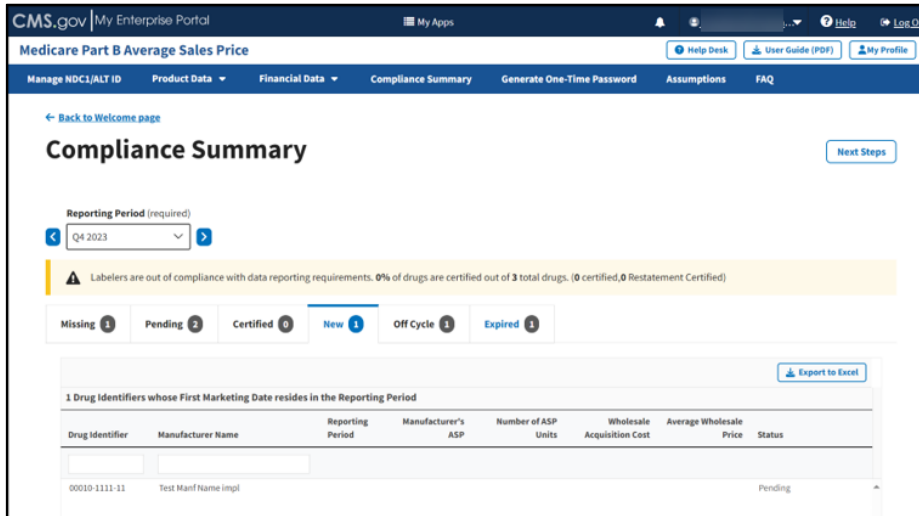 CMS.gov My Enterprise Portal My Apps ...▾ Help Log O
Medicare Part B Average Sales Price Help Desk User Guide (PDF) My Profile
Manage NDC1/ALT ID Product Data Financial Data Compliance Summary Generate One-Time Password Assumptions FAQ
← Back to Welcome page
Compliance Summary Next Steps
Reporting Period (required)
Q4 2023
Labelers are out of compliance with data reporting requirements. 0% of drugs are certified out of 3 total drugs. (0 certified,0 Restatement Certified)
Missing 1 Pending 2 Certified 0 New 1 Off Cycle 1 Expired 1
Export to Excel
1 Drug Identifiers whose First Marketing Date resides in the Reporting Period
Reporting Manufacturer's Number of ASP Wholesale Average Wholesale
Drug Identifier Manufacturer Name Period ASP Units Acquisition Cost Price Status
00010-1111-11 Test Manf Name impl Pending